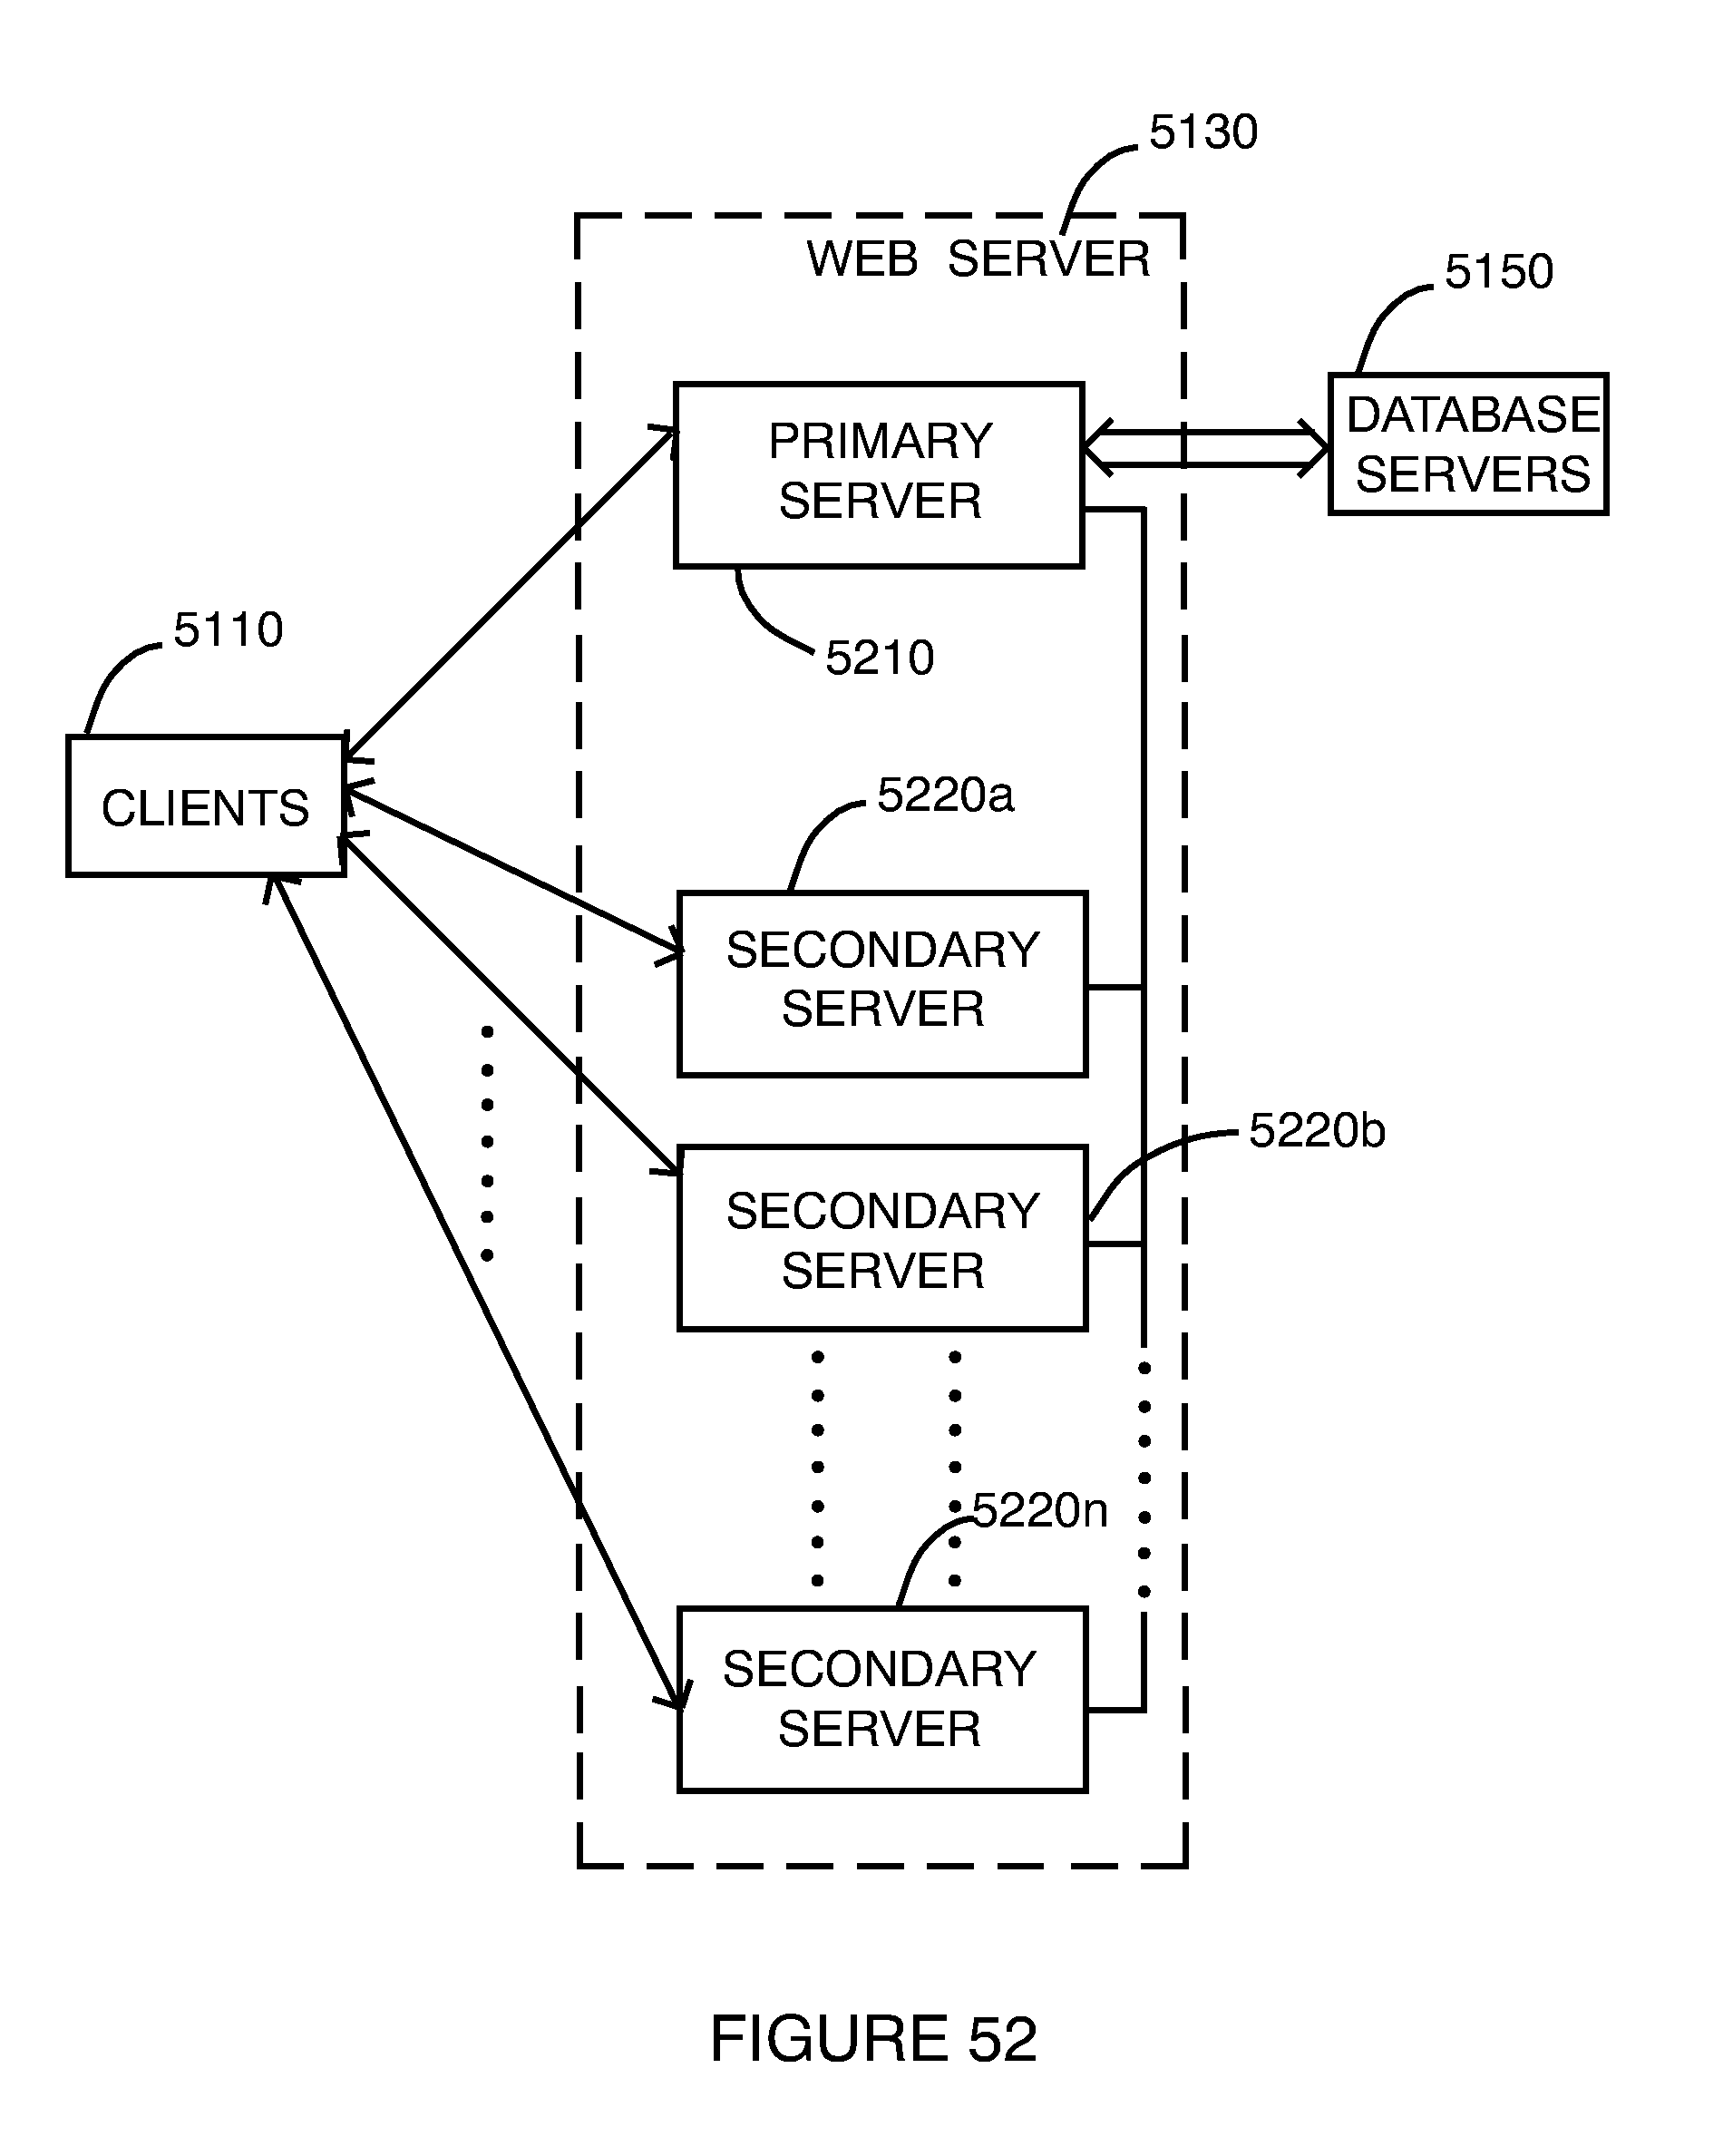 5130
WEB SERVER
5150
DATABASE
SERVERS
PRIMARY
SERVER
5210
5110
CLIENTS
5220a
SECONDARY
SERVER
5220b
SECONDARY
SERVER
5220n
SECONDARY
SERVER
FIGURE 52